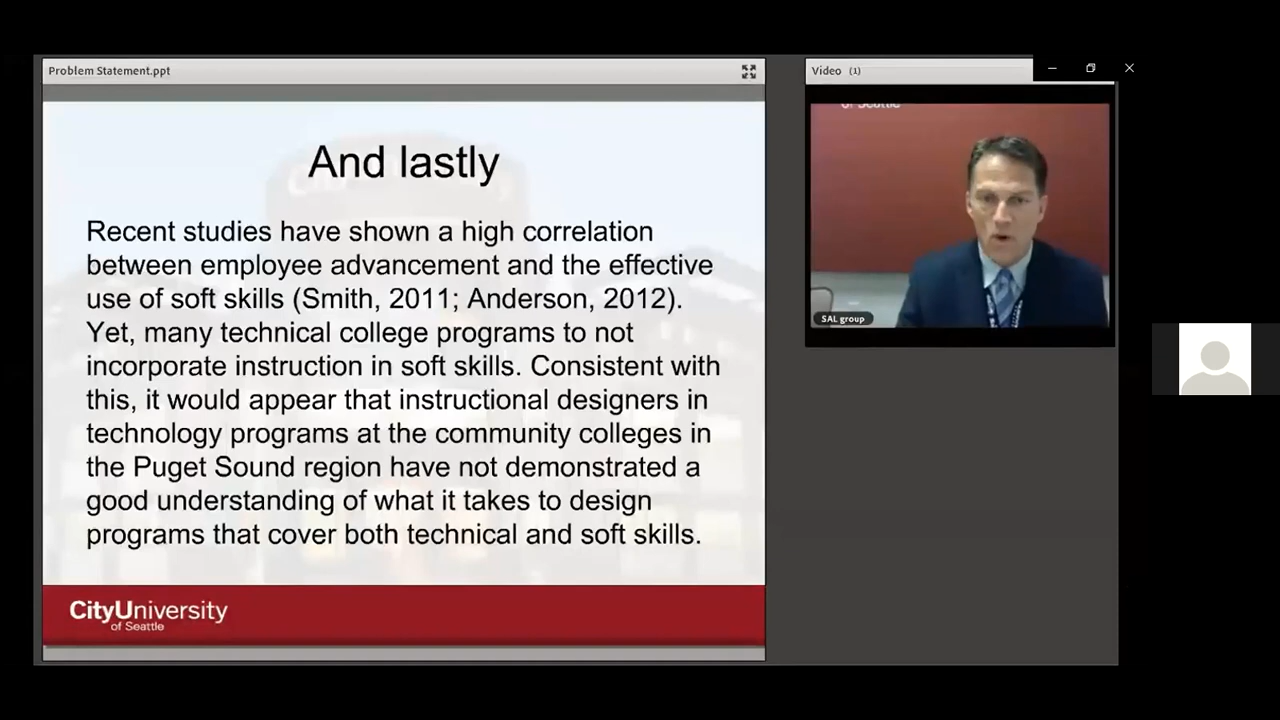 Problem Statement.ppt
And lastly
Recent studies have shown a high correlation
between employee advancement and the effective
use of soft skills (Smith, 2011; Anderson, 2012).
Yet, many technical college programs to not
incorporate instruction in soft skills. Consistent with
this, it would appear that instructional designers in
technology programs at the community colleges in
the Puget Sound region have not demonstrated a
good understanding of what it takes to design
programs that cover both technical and soft skills.
CityUniversity
of Seattle
Video (1)
of Seattle
SAL group